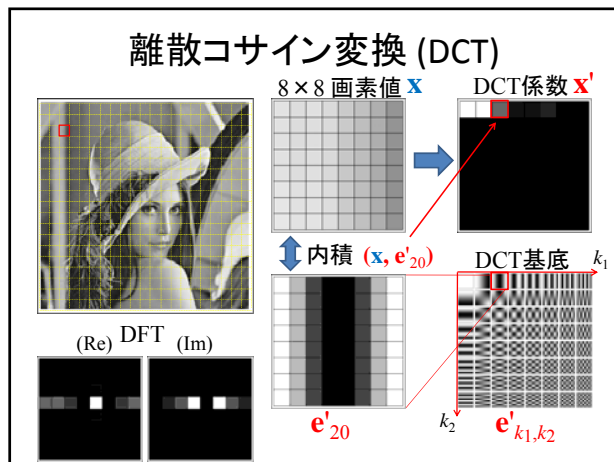 離散コサイン変換 (DCT)
8×8 画素値 x
DCT係数 x'
内積 (x, e'20)
DCT基底
k1
DFT
(Re)
(Im)
e'20
k2
e'k1,k2